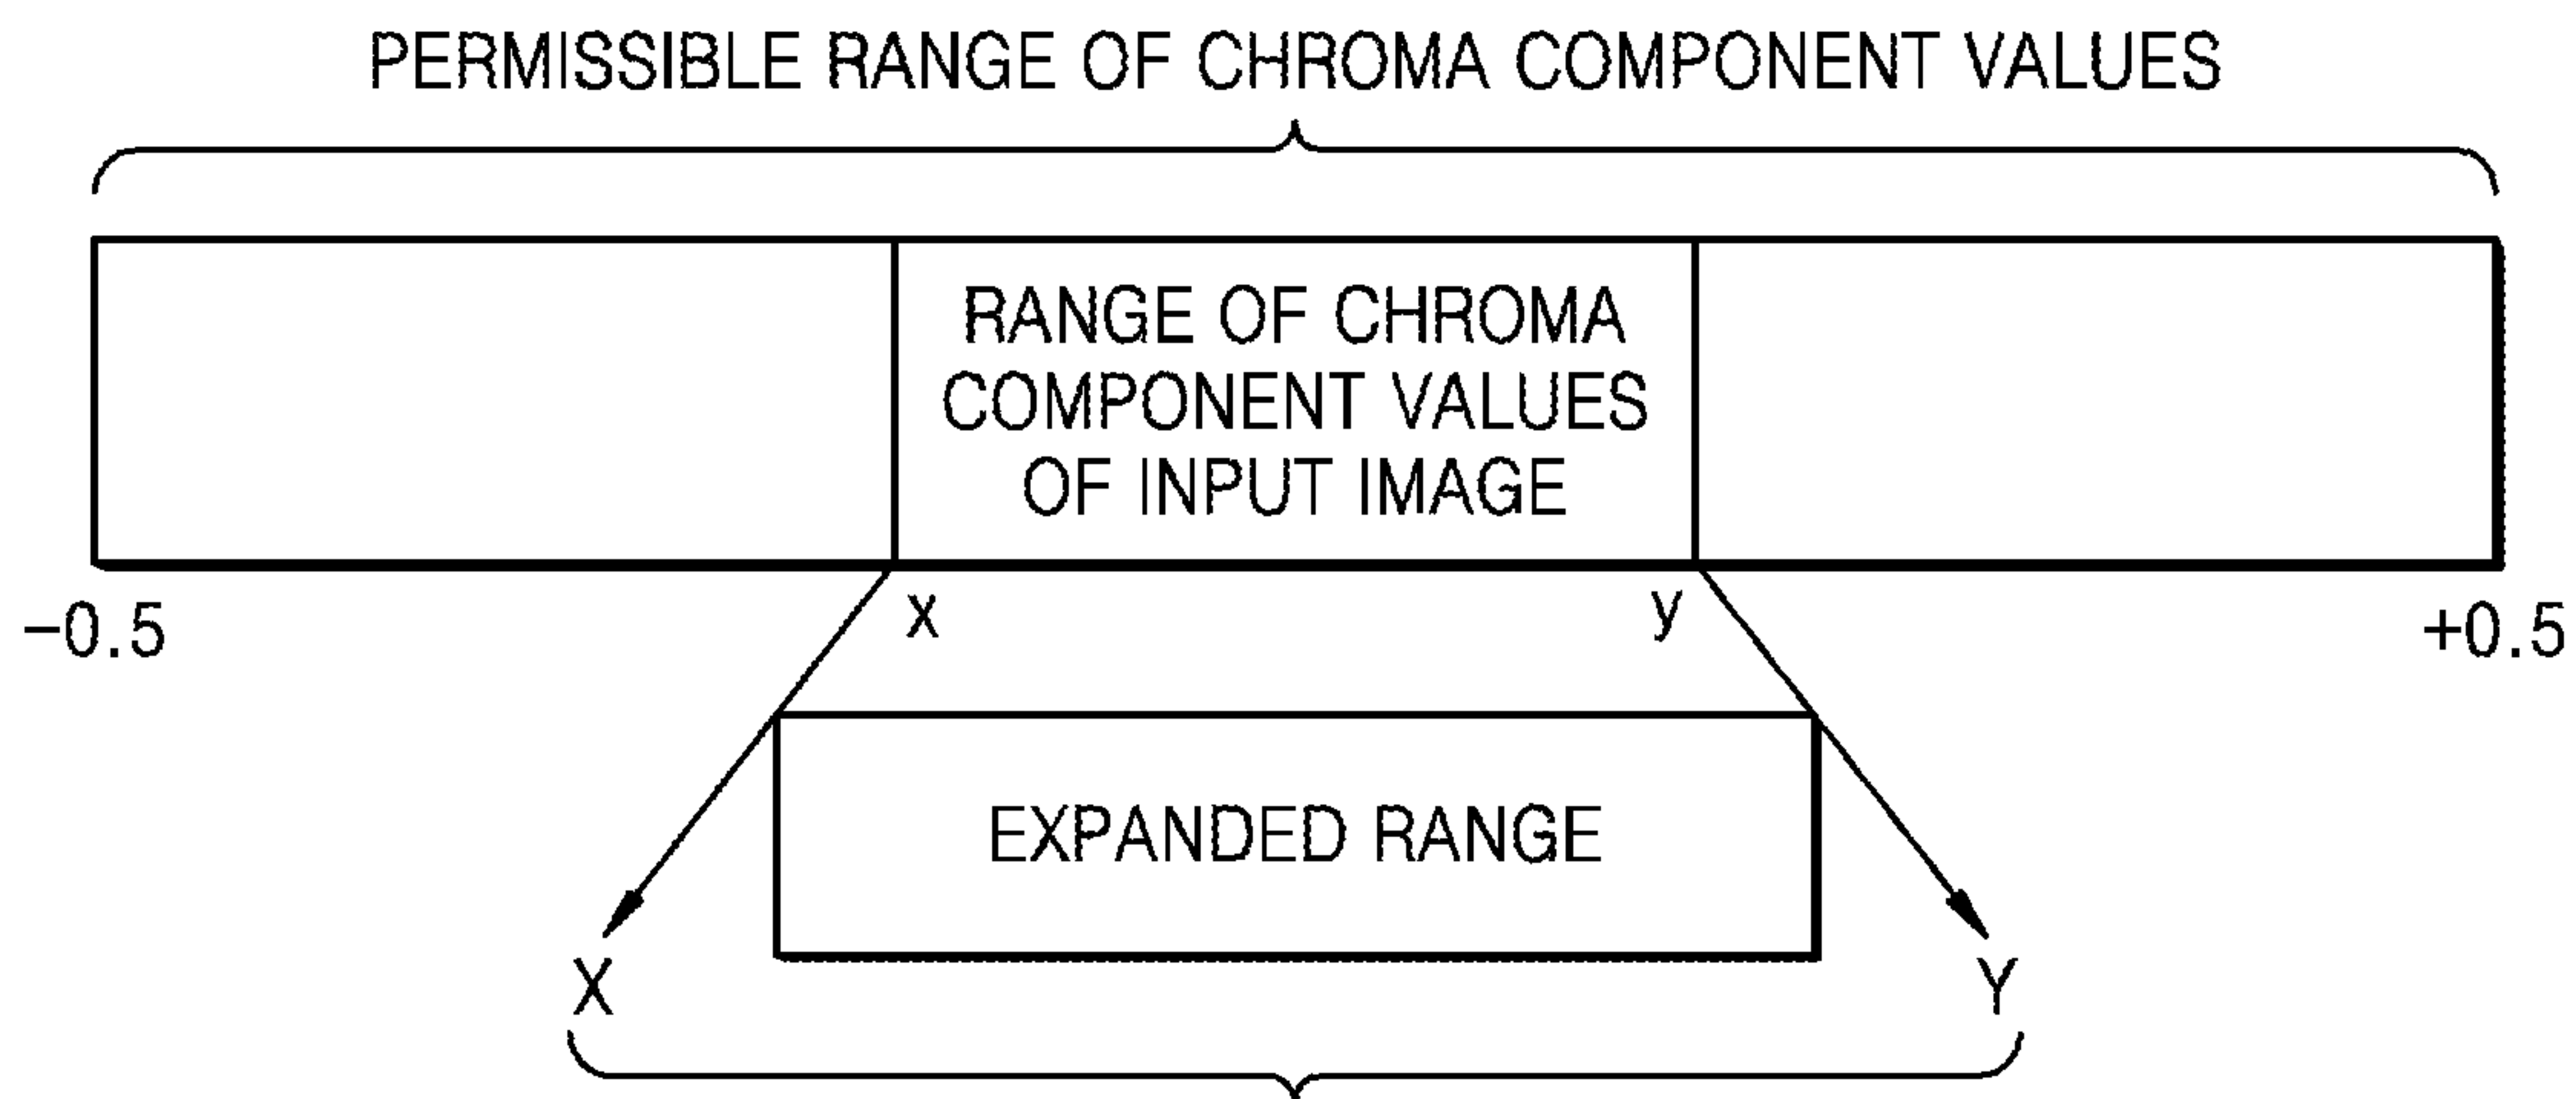 PERMISSIBLE RANGE OF CHROMA COMPONENT VALUES
RANGE OF CHROMA
COMPONENT VALUES
OF INPUT IMAGE
−0.5
x
y
+0.5
EXPANDED RANGE
X
Y